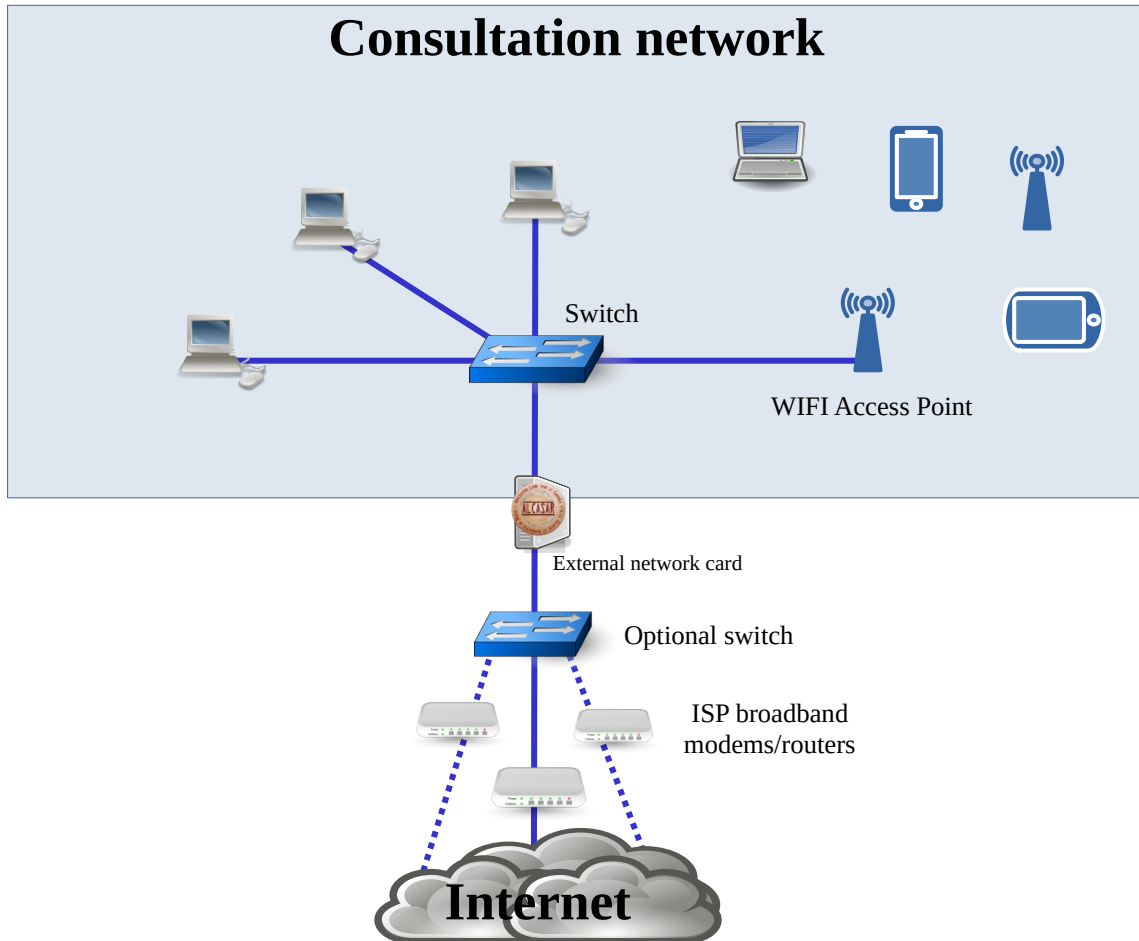 Consultation network
Switch
WIFI Access Point
ALCASAR
External network card
Optional switch
ISP broadband
modems/routers
Internet